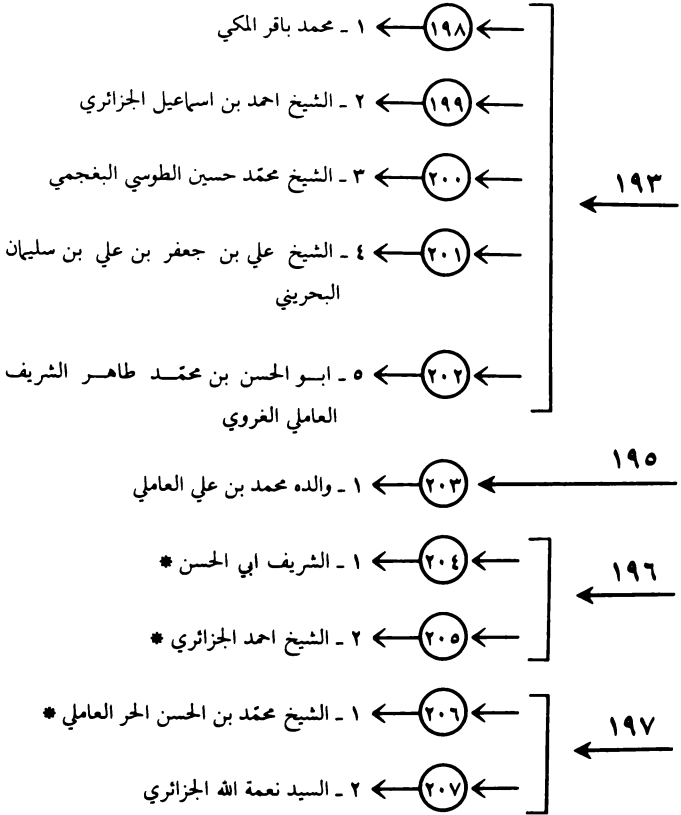 ١٩٣
١٩٨ ١ ـ محمد باقر المكي
١٩٩ ٢ ـ الشيخ احمد بن اسماعيل الجزائري
٢٠٠ ٣ ـ الشيخ محمّد حسين الطوسي البغجمي
٢٠١ ٤ ـ الشيخ علي بن جعفر بن علي بن سليمان
البحريني
٢٠٢ ٥ ـ ابـو الحسن بن محمّـد طاهـر الشريف
العاملي الغروي
١٩٥
٢٠٣ ١ ـ والده محمد بن علي العاملي
١٩٦
٢٠٤ ١ ـ الشريف ابي الحسن *
٢٠٥ ٢ ـ الشيخ احمد الجزائري *
١٩٧
٢٠٦ ١ ـ الشيخ محمّد بن الحسن الحر العاملي *
٢٠٧ ٢ ـ السيد نعمة الله الجزائري